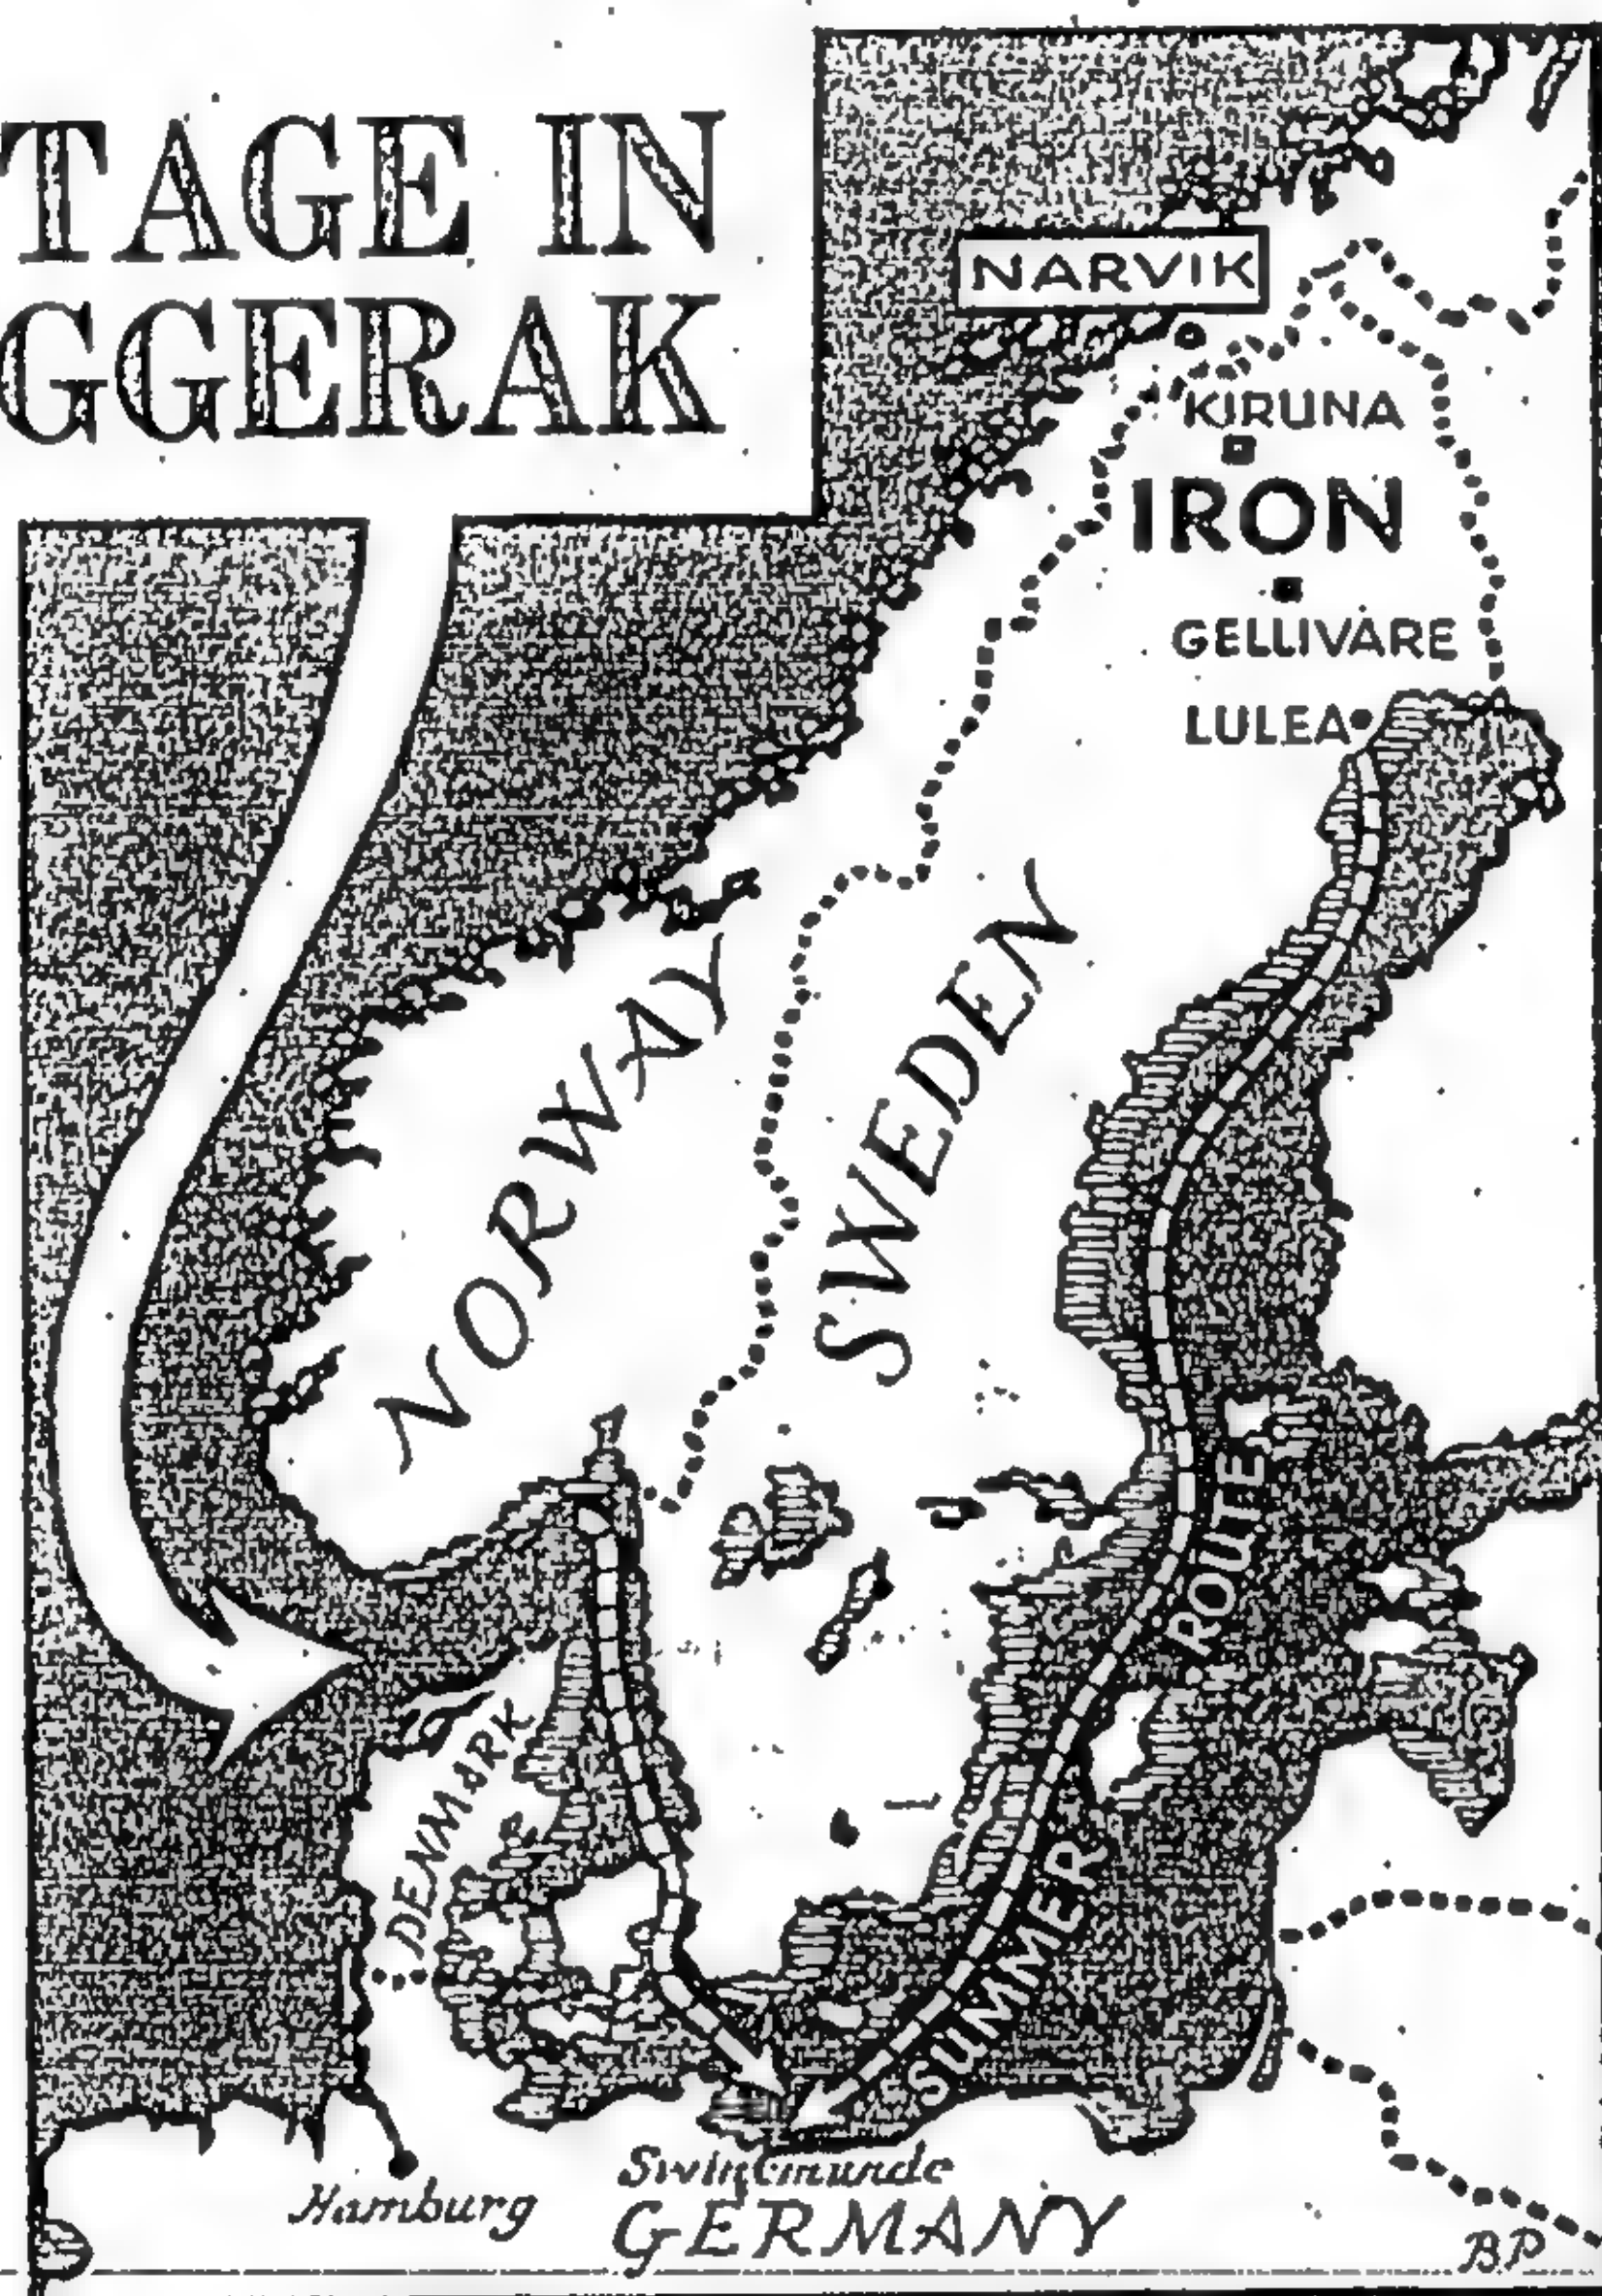 TAGE IN
GGERAK
NARVIK
KIRUNA
IRON
GELLIVARE
LULEA
NORWAY
SWEDEN
SUMMER ROUTE
DENMARK
Hamburg
Swinemunde
GERMANY
BP